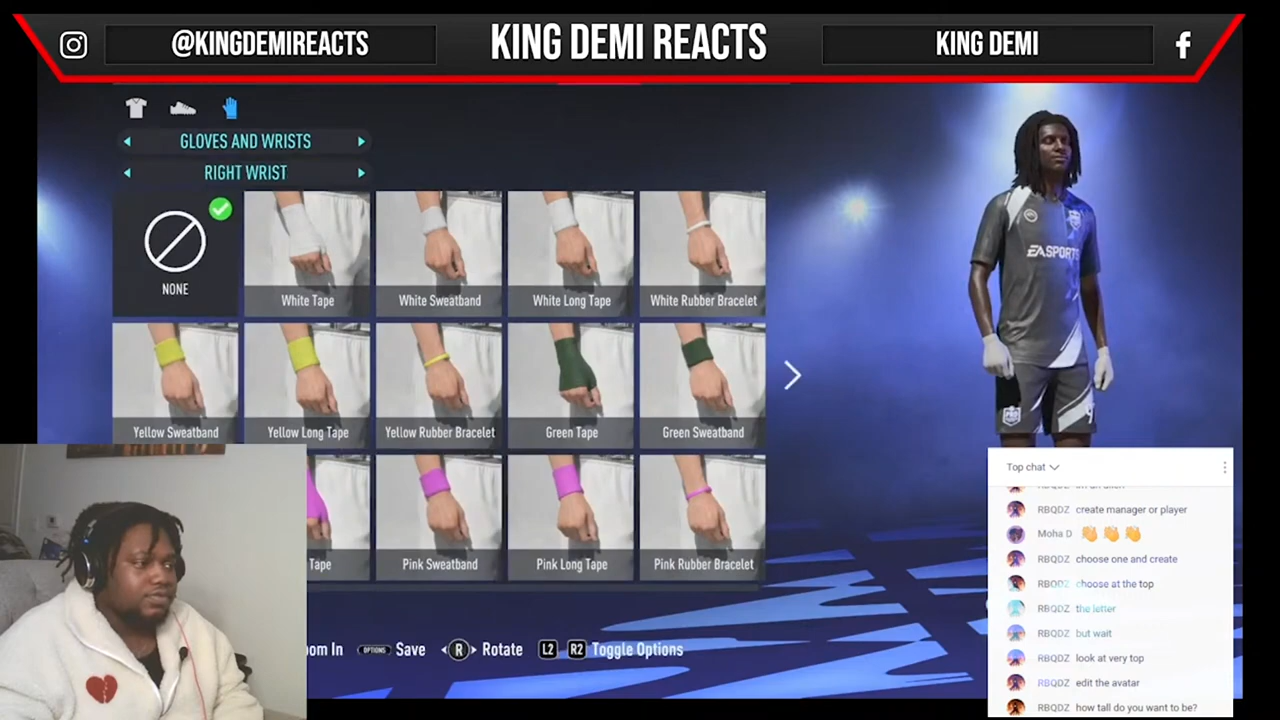 @KINGDEMIREACTS
KING DEMI REACTS
KING DEMI
GLOVES AND WRISTS
RIGHT WRIST
NONE
White Tape
White Sweatband
White Long Tape
White Rubber Bracelet
Yellow Sweatband
Yellow Long Tape
Yellow Rubber Bracelet
Green Tape
Green Sweatband
Tape
Pink Sweatband
Pink Long Tape
Pink Rubber Bracelet
EA SPORTS
PRO
oom In
OPTIONS Save
R Rotate
L2 R2 Toggle Options
Top chat
RBQDZ create manager or player
Moha D 👏 👏 👏
RBQDZ choose one and create
RBQDZ choose at the top
RBQDZ the letter
RBQDZ but wait
RBQDZ look at very top
RBQDZ edit the avatar
RBQDZ how tall do you want to be?